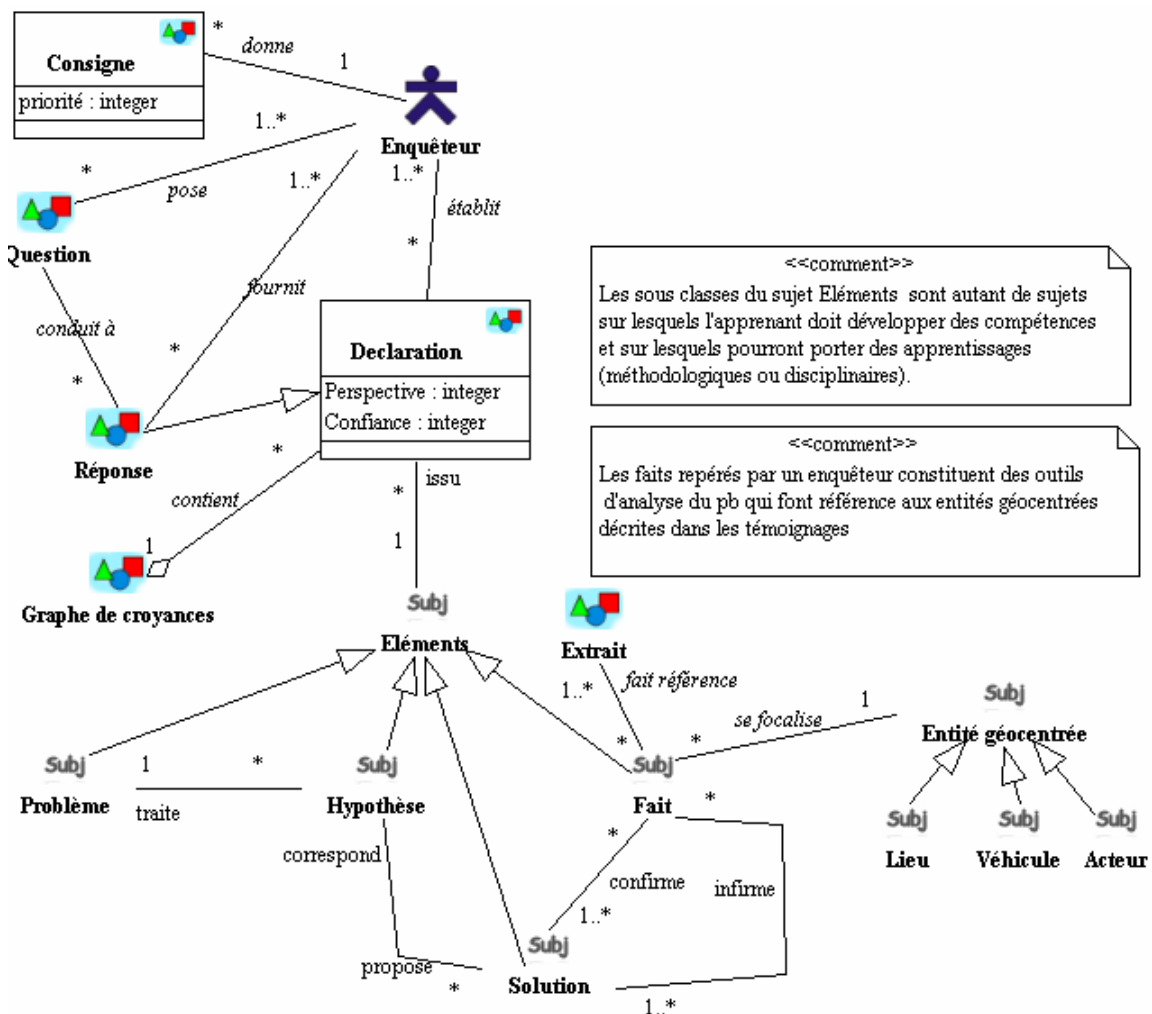 *
donne
Consigne
1
priorité : integer
1..*
Enquêteur
*
pose
1..*
1..*
établit
*
Question
fournit
conduit à
*
*
<<comment>>
Les sous classes du sujet Eléments sont autant de sujets
sur lesquels l'apprenant doit développer des compétences
et sur lesquels pourront porter des apprentissages
(méthodologiques ou disciplinaires).
Declaration
Perspective : integer
Confiance : integer
Réponse
*
contient
1
Graphe de croyances
*
issu
1
<<comment>>
Les faits repérés par un enquêteur constituent des outils
d'analyse du pb qui font référence aux entités géocentrées
décrites dans les témoignages
Subj
Eléments
Extrait
1..*
fait référence
*
se focalise
*
1
Subj
Entité géocentrée
Subj
Problème
1
*
traite
Subj
Hypothèse
Subj
Fait
*
Subj
Lieu
Subj
Véhicule
Subj
Acteur
correspond
*
confirme
infirme
1..*
propose
*
Subj
Solution
1..*